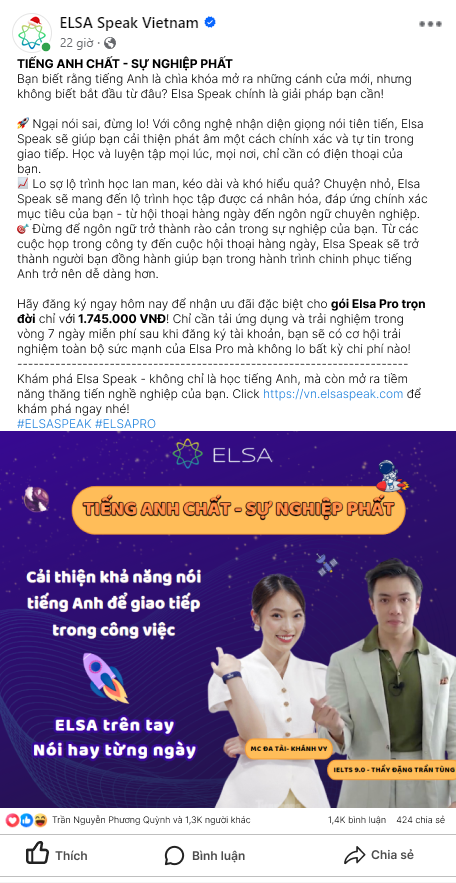 ELSA Speak Vietnam
22 giờ ·
TIẾNG ANH CHẤT - SỰ NGHIỆP PHẤT
Bạn biết rằng tiếng Anh là chìa khóa mở ra những cánh cửa mới, nhưng
không biết bắt đầu từ đâu? Elsa Speak chính là giải pháp bạn cần!
🚀 Ngại nói sai, đừng lo! Với công nghệ nhận diện giọng nói tiên tiến, Elsa
Speak sẽ giúp bạn cải thiện phát âm một cách chính xác và tự tin trong
giao tiếp. Học và luyện tập mọi lúc, mọi nơi, chỉ cần có điện thoại của
bạn.
📈 Lo sợ lộ trình học lan man, kéo dài và khó hiểu quả? Chuyện nhỏ, Elsa
Speak sẽ mang đến lộ trình học tập được cá nhân hóa, đáp ứng chính xác
mục tiêu của bạn - từ hội thoại hàng ngày đến ngôn ngữ chuyên nghiệp.
🎯 Đừng để ngôn ngữ trở thành rào cản trong sự nghiệp của bạn. Từ các
cuộc họp trong công ty đến cuộc hội thoại hàng ngày, Elsa Speak sẽ trở
thành người bạn đồng hành giúp bạn trong hành trình chinh phục tiếng
Anh trở nên dễ dàng hơn.
Hãy đăng ký ngay hôm nay để nhận ưu đãi đặc biệt cho gói Elsa Pro trọn
đời chỉ với 1.745.000 VNĐ! Chỉ cần tải ứng dụng và trải nghiệm trong
vòng 7 ngày miễn phí sau khi đăng ký tài khoản, bạn sẽ có cơ hội trải
nghiệm toàn bộ sức mạnh của Elsa Pro mà không lo bất kỳ chi phí nào!
------------------------------------------------------------------------
Khám phá Elsa Speak - không chỉ là học tiếng Anh, mà còn mở ra tiềm
năng thăng tiến nghề nghiệp của bạn. Click https://vn.elsaspeak.com để
khám phá ngay nhé!
#ELSASPEAK #ELSAPRO
ELSA
TIẾNG ANH CHẤT - SỰ NGHIỆP PHẤT
Cải thiện khả năng nói
tiếng Anh để giao tiếp
trong công việc
ELSA trên tay
Nói hay từng ngày
MC ĐA TÀI- KHÁNH VY
IELTS 9.0 - THẦY ĐẶNG TRẦN TÙNG
Trần Nguyễn Phương Quỳnh và 1,3K người khác
1,4K bình luận 424 chia sẻ
Thích
Bình luận
Chia sẻ